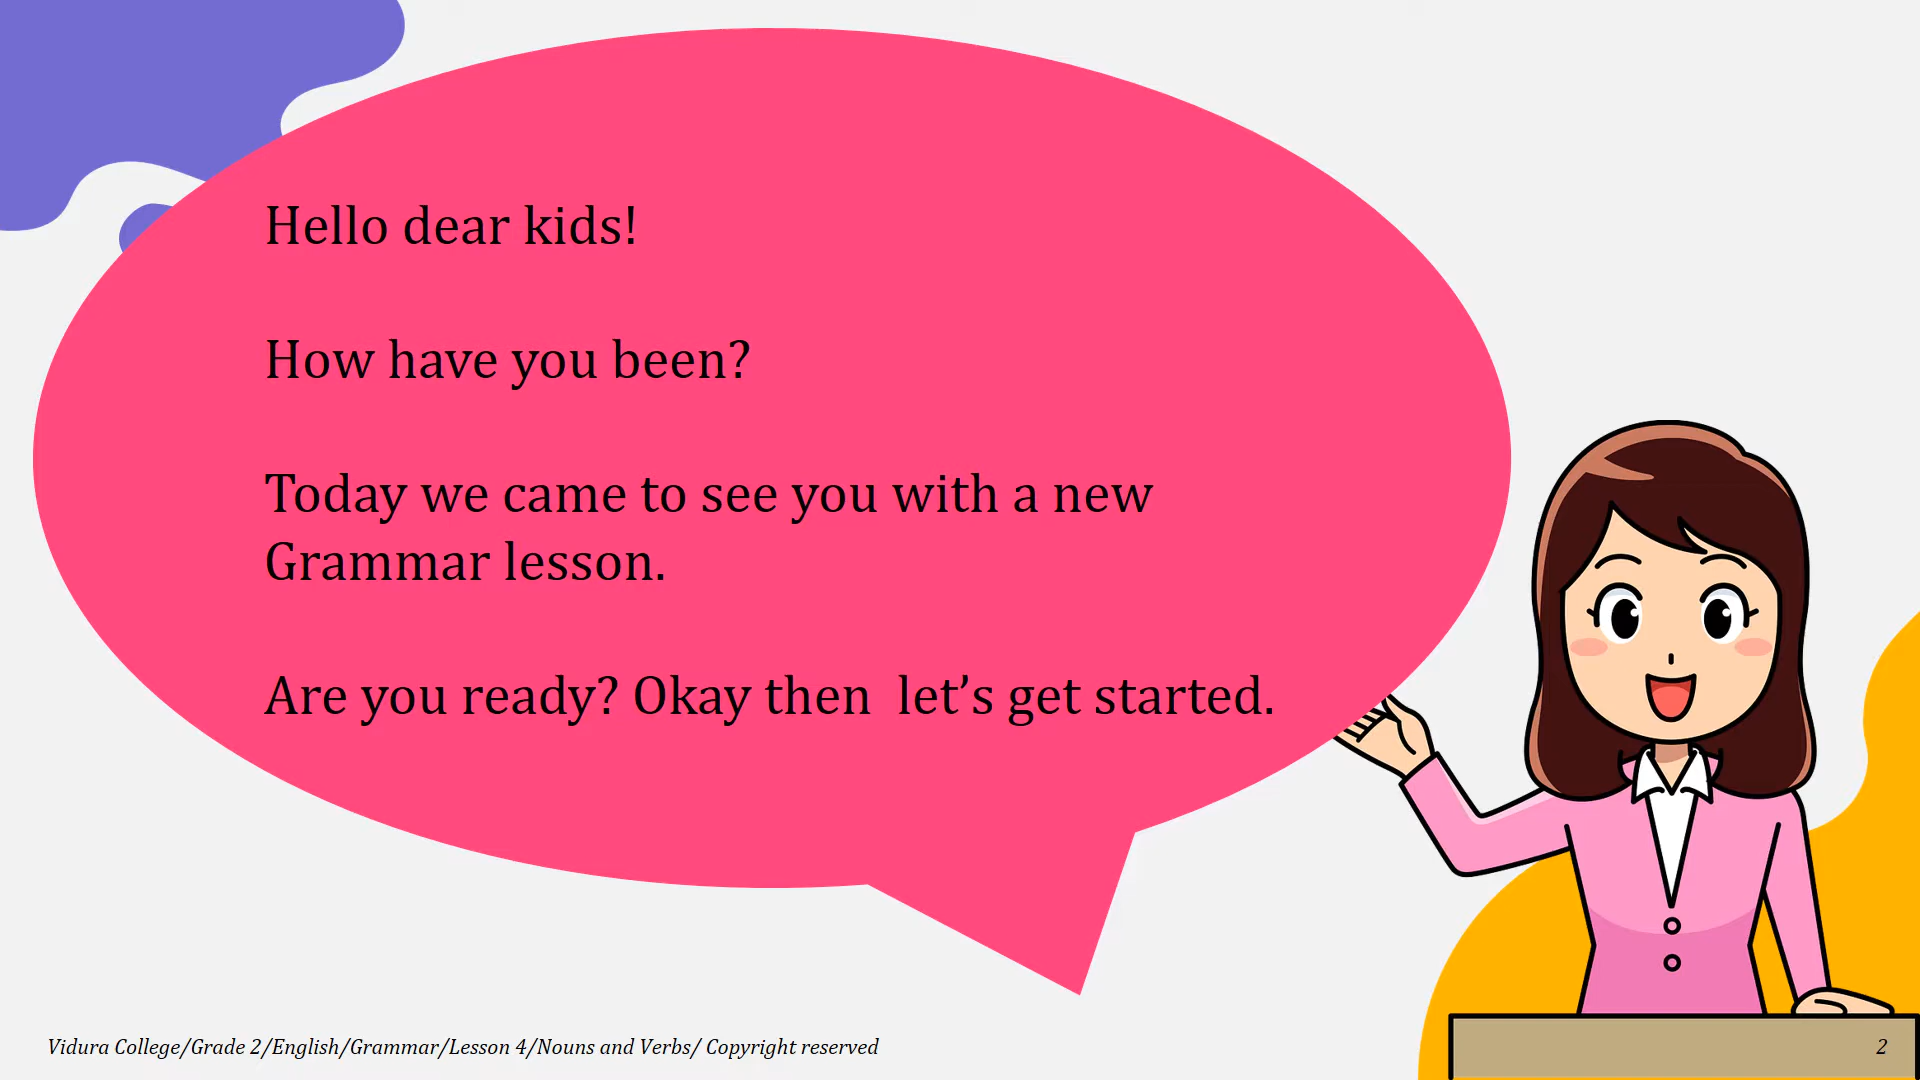 Hello dear kids!
How have you been?
Today we came to see you with a new
Grammar lesson.
Are you ready? Okay then  let’s get started.
Vidura College/Grade 2/English/Grammar/Lesson 4/Nouns and Verbs/ Copyright reserved
2